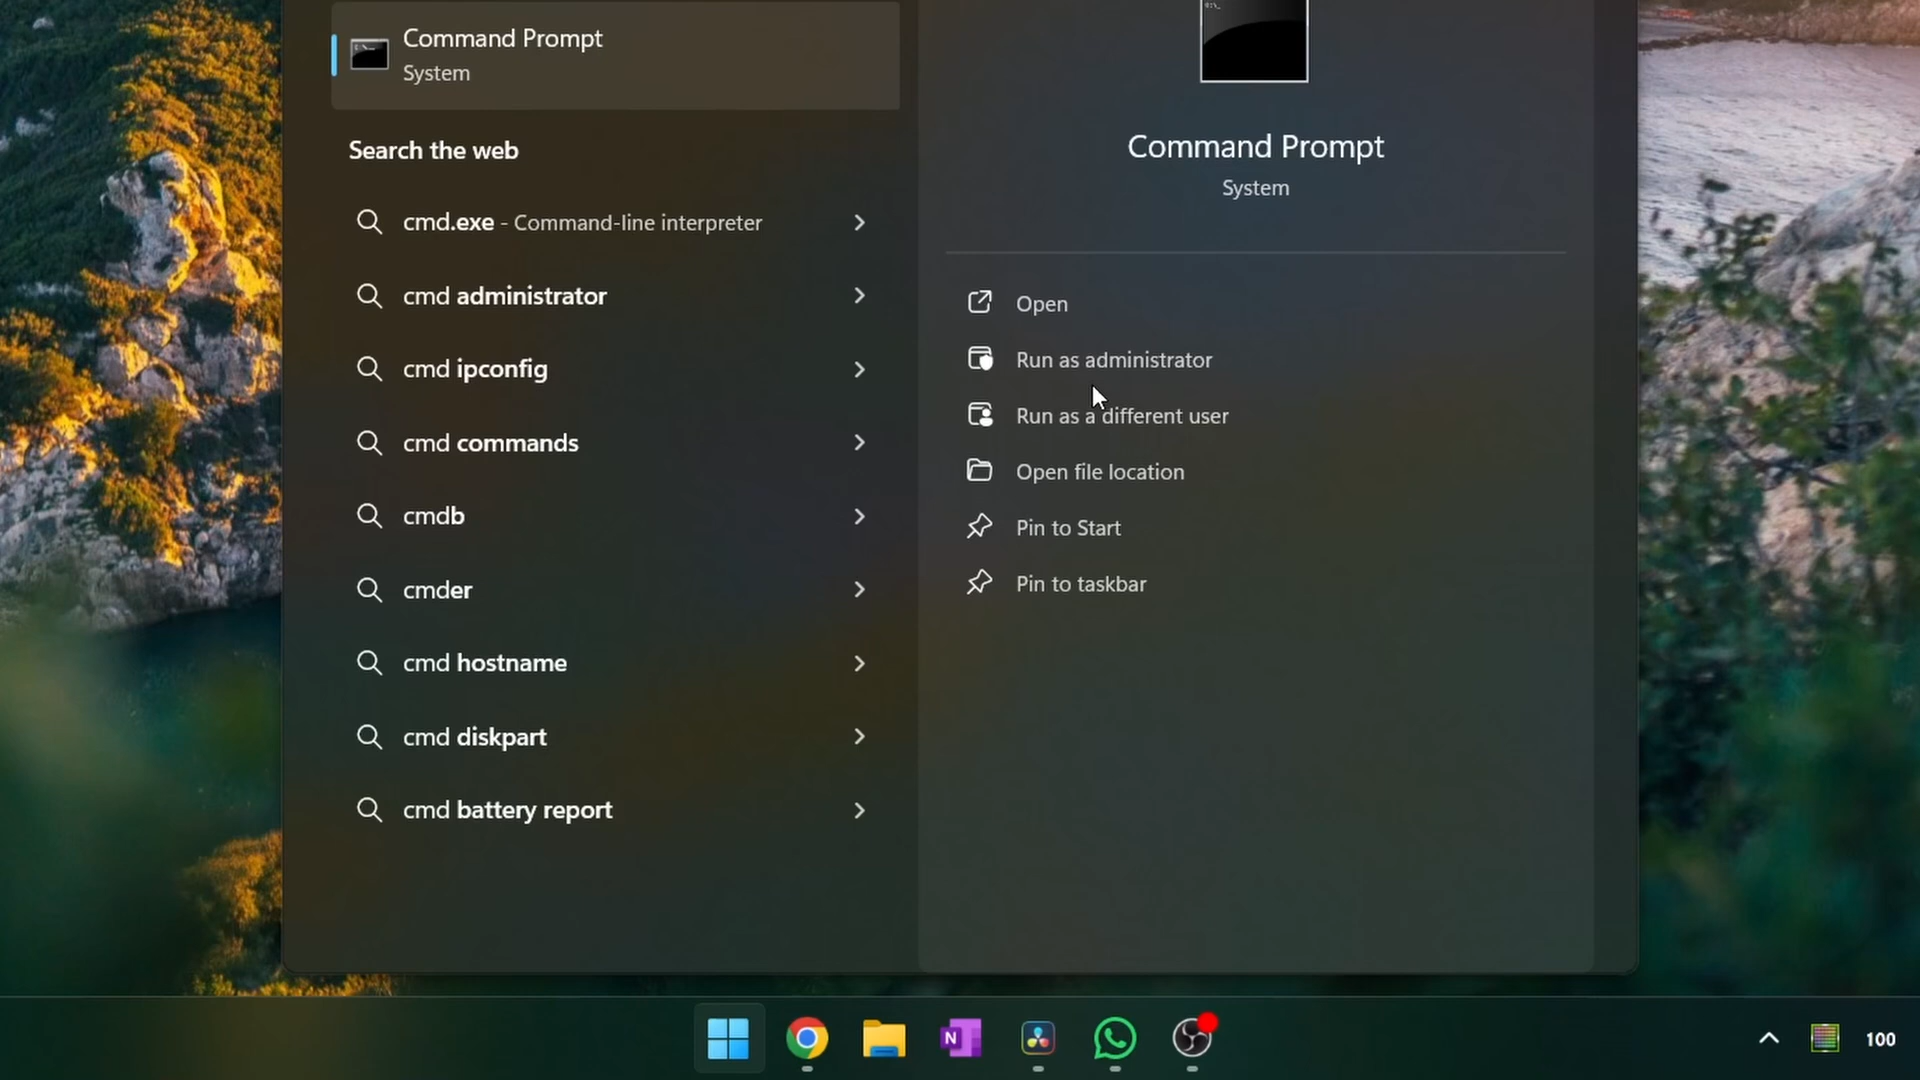 Command Prompt
System
Search the web
cmd.exe - Command-line interpreter
cmd administrator
cmd ipconfig
cmd commands
cmdb
cmder
cmd hostname
cmd diskpart
cmd battery report
Command Prompt
System
Open
Run as administrator
Run as a different user
Open file location
Pin to Start
Pin to taskbar
N
100